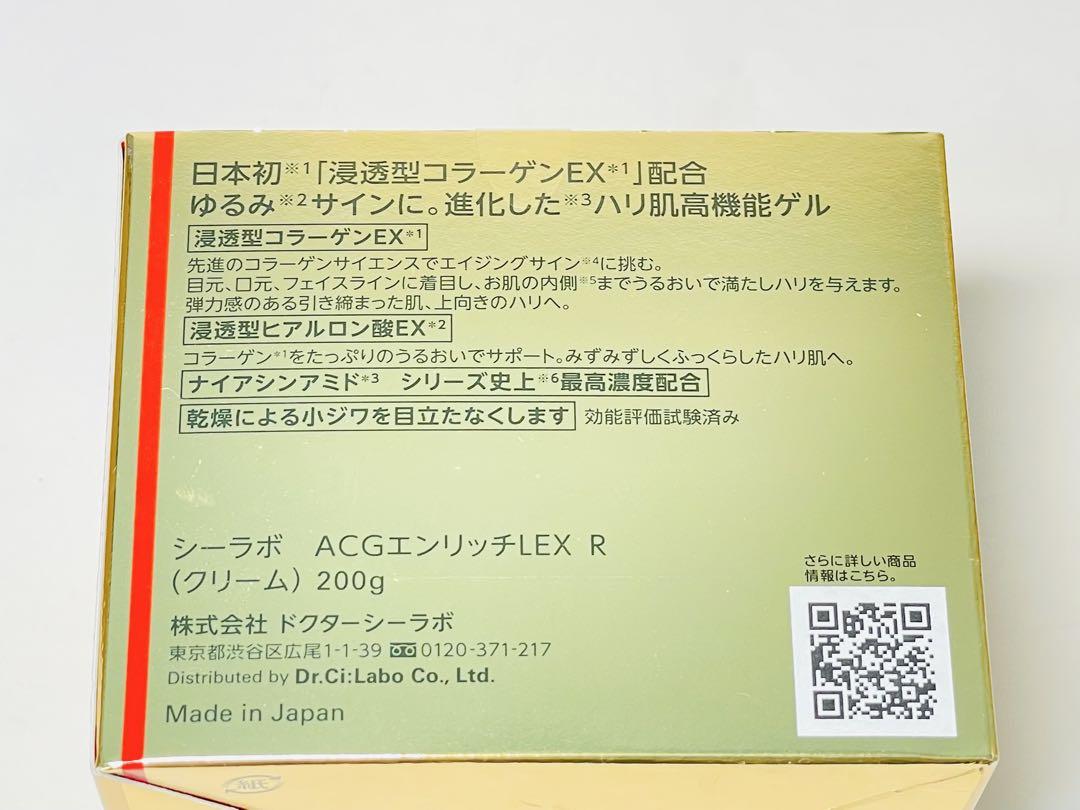 日本初※1「浸透型コラーゲンEX*1」配合
ゆるみ※2サインに。進化した※3ハリ肌高機能ゲル
浸透型コラーゲンEX*1
先進のコラーゲンサイエンスでエイジングサイン※4に挑む。
目元、口元、フェイスラインに着目し、お肌の内側※5までうるおいで満たしハリを与えます。
弾力感のある引き締まった肌、上向きのハリへ。
浸透型ヒアルロン酸EX*2
コラーゲン*1をたっぷりのうるおいでサポート。みずみずしくふっくらしたハリ肌へ。
ナイアシンアミド*3 シリーズ史上※6最高濃度配合
乾燥による小ジワを目立たなくします 効能評価試験済み
シーラボ ACGエンリッチLEX R
(クリーム) 200g
さらに詳しい商品
情報はこちら。
株式会社 ドクターシーラボ
東京都渋谷区広尾1-1-39 0120-371-217
Distributed by Dr.Ci:Labo Co., Ltd.
Made in Japan
紙